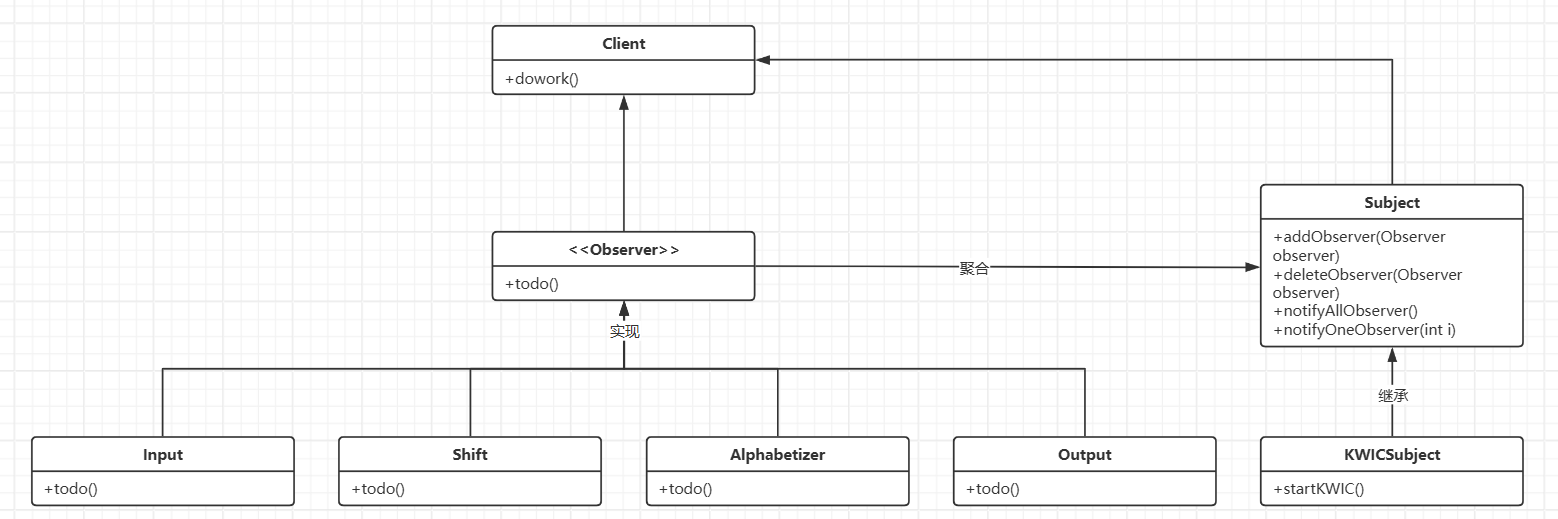 Client
+dowork()
<<Observer>>
+todo()
聚合
Subject
+addObserver(Observer
observer)
+deleteObserver(Observer
observer)
+notifyAllObserver()
+notifyOneObserver(int i)
实现
继承
Input
+todo()
Shift
+todo()
Alphabetizer
+todo()
Output
+todo()
KWICSubject
+startKWIC()